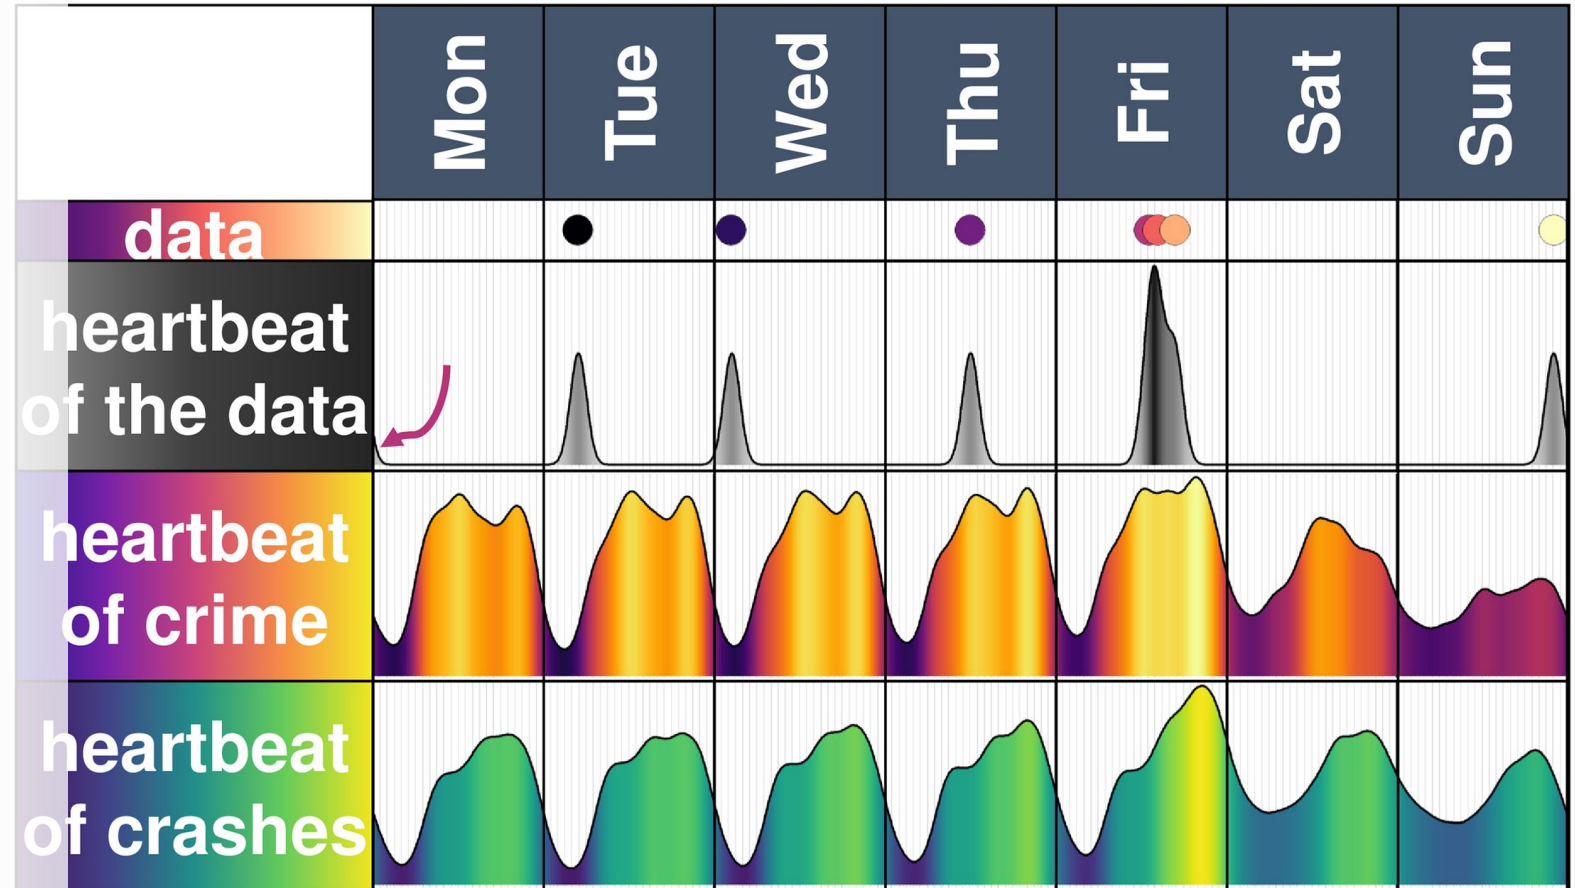 Mon
Tue
Wed
Thu
Fri
Sat
Sun
data
heartbeat
of the data
heartbeat
of crime
heartbeat
of crashes